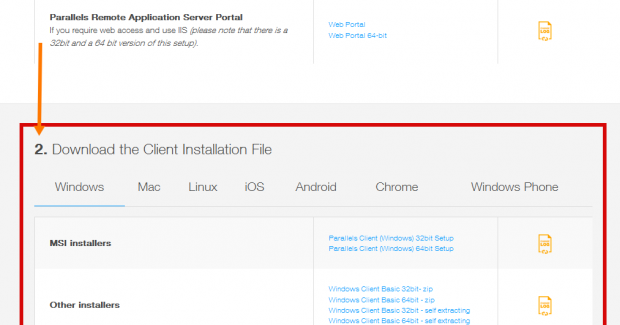 Parallels Remote Application Server Portal
If you require web access and use IIS (please note that there is a
32bit and a 64 bit version of this setup).
Web Portal
Web Portal 64-bit
LOG
2. Download the Client Installation File
Windows Mac Linux iOS Android Chrome Windows Phone
MSI installers
Parallels Client (Windows) 32bit Setup
Parallels Client (Windows) 64bit Setup
LOG
Other installers
Windows Client Basic 32bit- zip
Windows Client Basic 64bit - zip
Windows Client Basic 32bit - self extracting
Windows Client Basic 64bit - self extracting
LOG